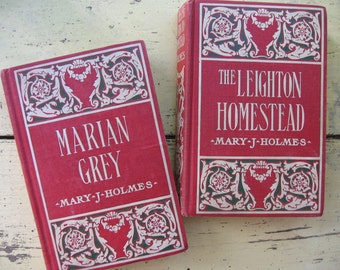 MARIAN
GREY
-MARY·J·HOLMES-
THE LEIGHTON
HOMESTEAD
-MARY·J·HOLMES-